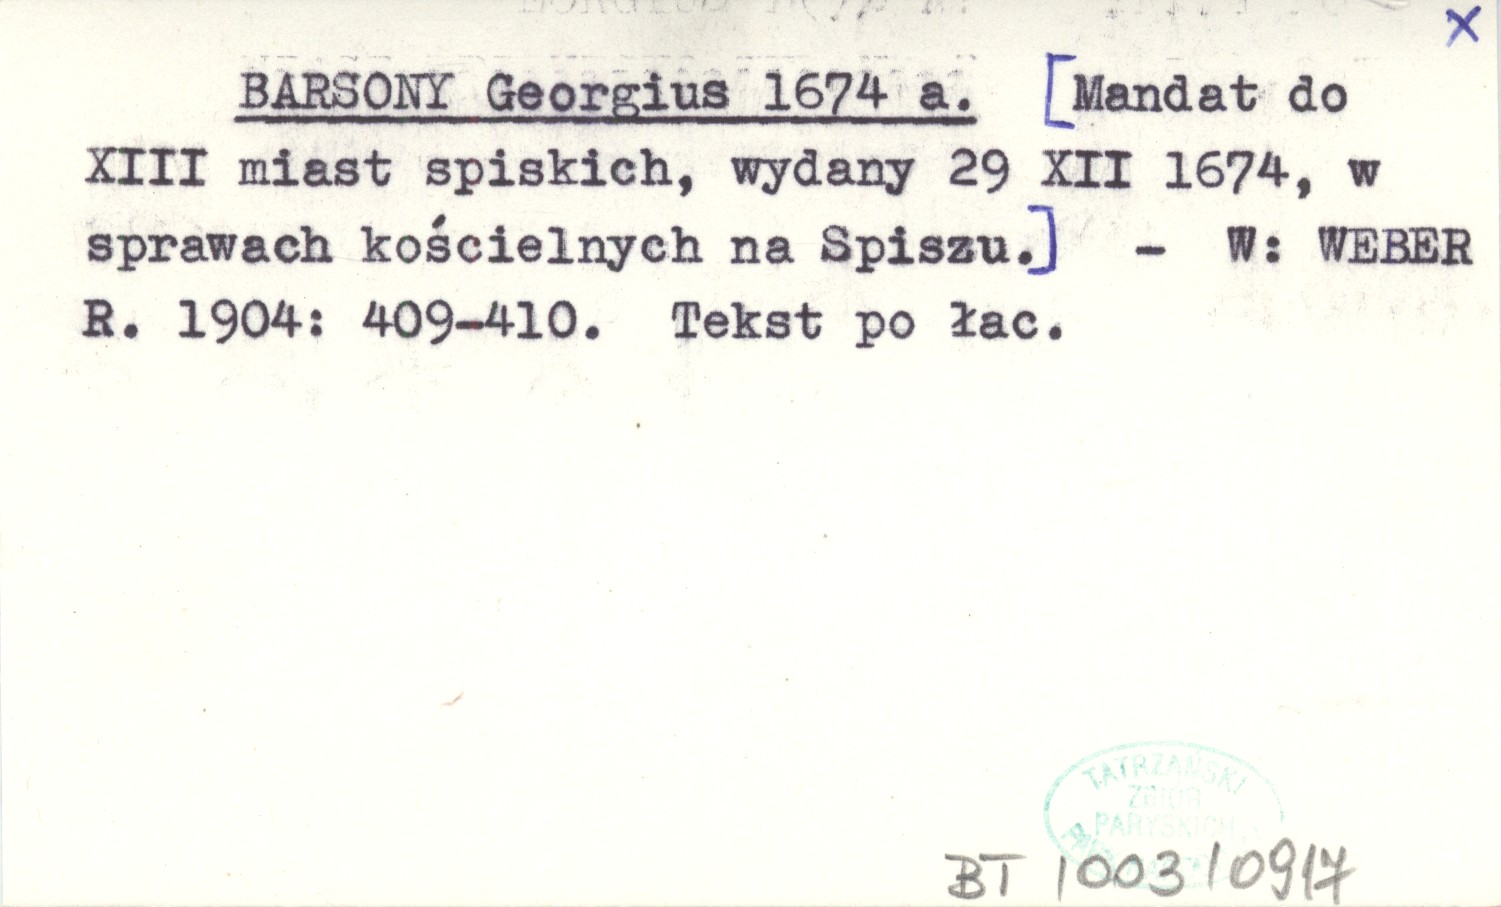 x
BARSONY Georgius 1674 a. [Mandat do
XIII miast spiskich, wydany 29 XII 1674, w
sprawach kościelnych na Spiszu.] - W: WEBER
R. 1904: 409-410. Tekst po łac.
TATRZAŃSKI
ZBIÓR
PARYSKICH
BT 1003 / 0917